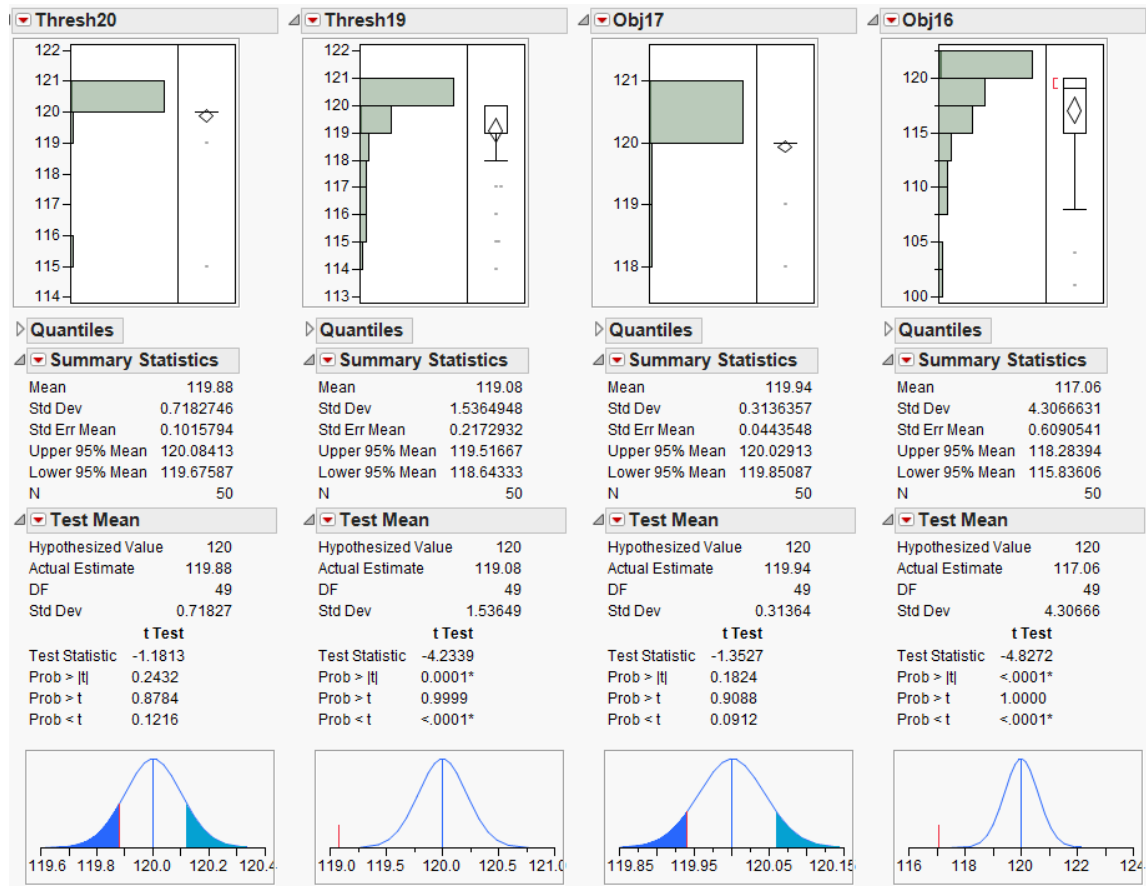 Thresh20
122
121
120
119
118
117
116
115
114
Quantiles
Summary Statistics
Mean 119.88
Std Dev 0.7182746
Std Err Mean 0.1015794
Upper 95% Mean 120.08413
Lower 95% Mean 119.67587
N 50
Test Mean
Hypothesized Value 120
Actual Estimate 119.88
DF 49
Std Dev 0.71827
t Test
Test Statistic -1.1813
Prob > |t| 0.2432
Prob > t 0.8784
Prob < t 0.1216
119.6 119.8 120.0 120.2 120.4
Thresh19
122
121
120
119
118
117
116
115
114
113
Quantiles
Summary Statistics
Mean 119.08
Std Dev 1.5364948
Std Err Mean 0.2172932
Upper 95% Mean 119.51667
Lower 95% Mean 118.64333
N 50
Test Mean
Hypothesized Value 120
Actual Estimate 119.08
DF 49
Std Dev 1.53649
t Test
Test Statistic -4.2339
Prob > |t| 0.0001*
Prob > t 0.9999
Prob < t <.0001*
119.0 119.5 120.0 120.5 121.0
Obj17
121
120
119
118
Quantiles
Summary Statistics
Mean 119.94
Std Dev 0.3136357
Std Err Mean 0.0443548
Upper 95% Mean 120.02913
Lower 95% Mean 119.85087
N 50
Test Mean
Hypothesized Value 120
Actual Estimate 119.94
DF 49
Std Dev 0.31364
t Test
Test Statistic -1.3527
Prob > |t| 0.1824
Prob > t 0.9088
Prob < t 0.0912
119.85 119.95 120.05 120.15
Obj16
120
115
110
105
100
Quantiles
Summary Statistics
Mean 117.06
Std Dev 4.3066631
Std Err Mean 0.6090541
Upper 95% Mean 118.28394
Lower 95% Mean 115.83606
N 50
Test Mean
Hypothesized Value 120
Actual Estimate 117.06
DF 49
Std Dev 4.30666
t Test
Test Statistic -4.8272
Prob > |t| <.0001*
Prob > t 1.0000
Prob < t <.0001*
116 118 120 122 124